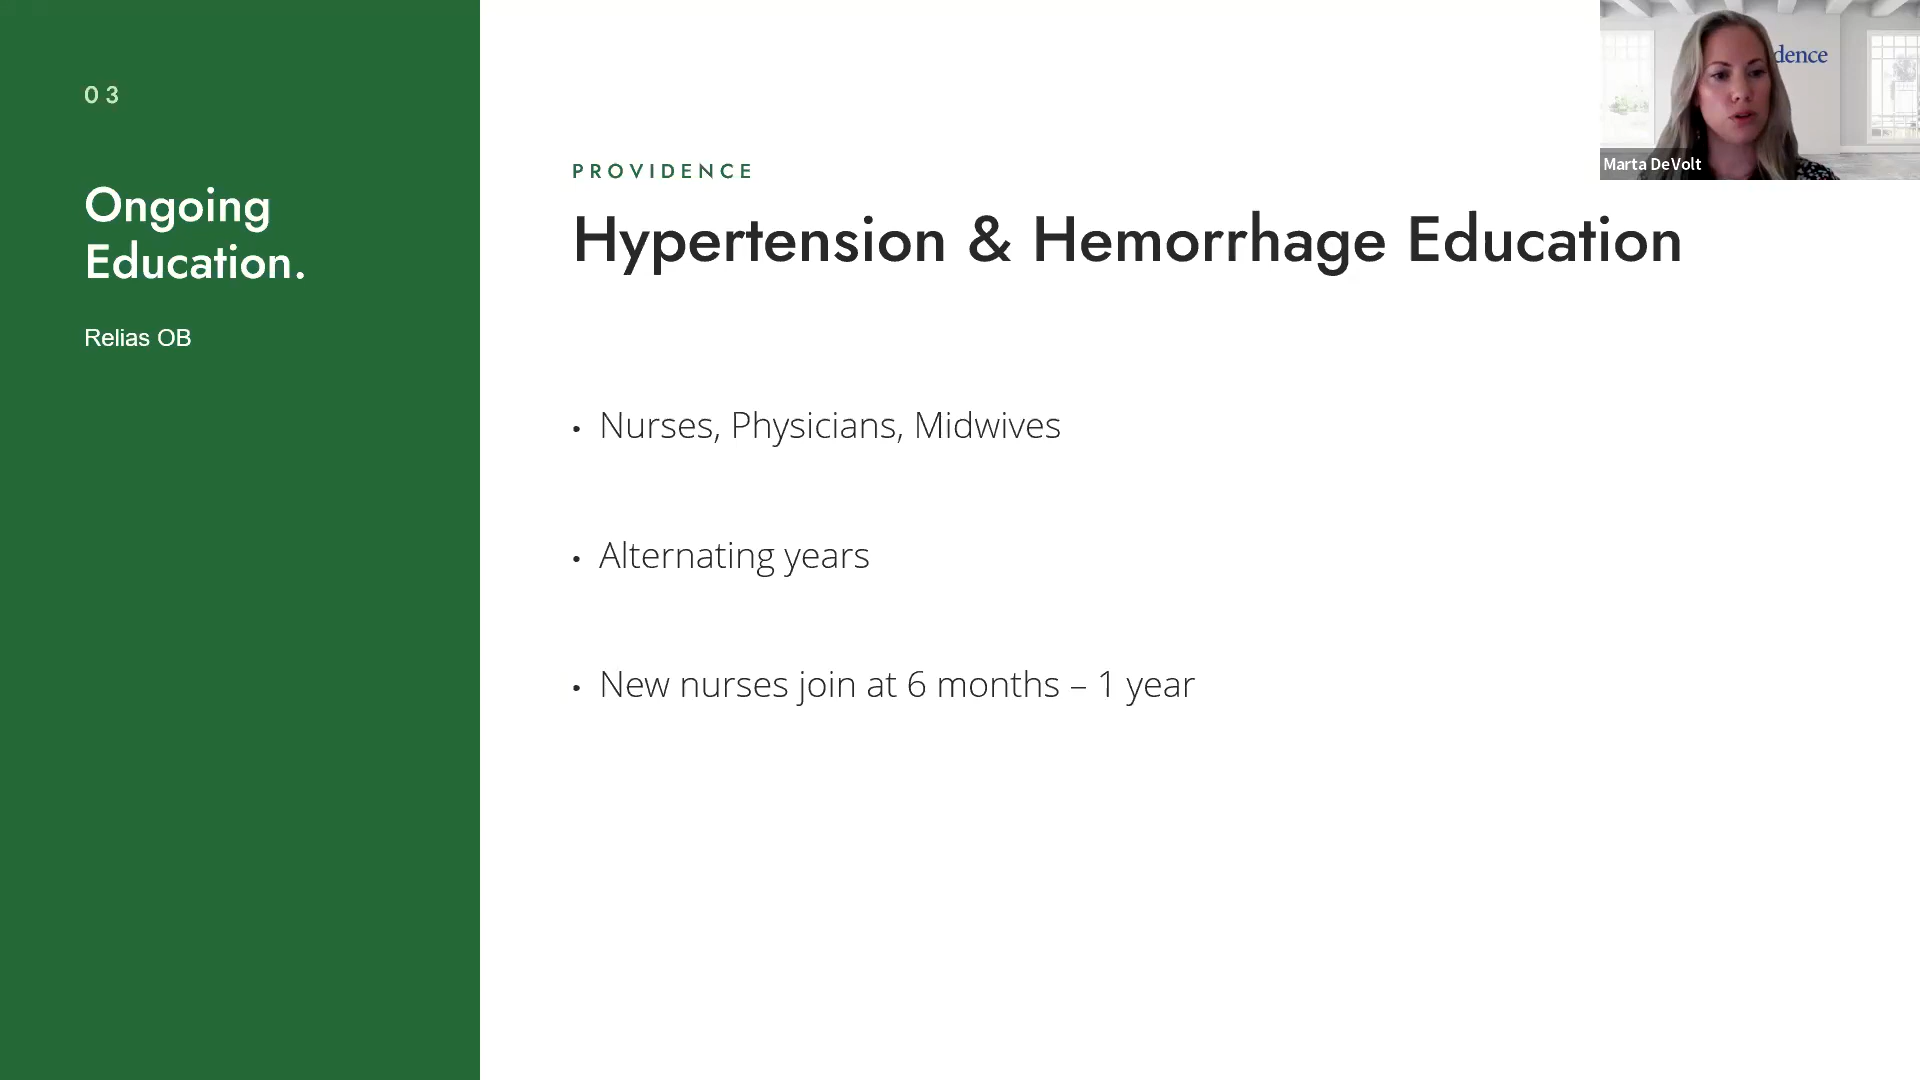 03
Ongoing
Education.
Relias OB
PROVIDENCE
Hypertension & Hemorrhage Education
• Nurses, Physicians, Midwives
• Alternating years
• New nurses join at 6 months – 1 year
dence
Marta DeVolt